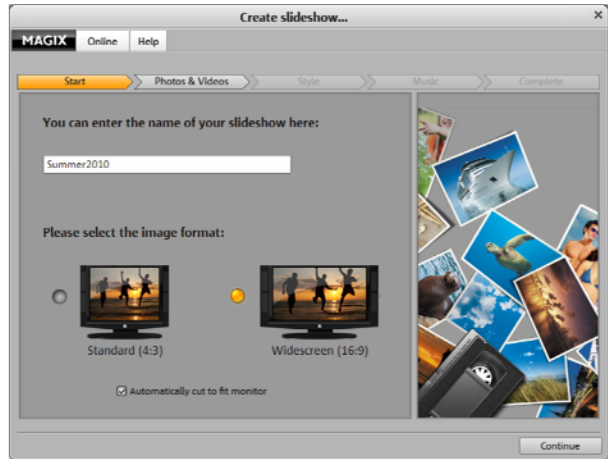 Create slideshow...
MAGIX Online Help
Start Photos & Videos Style Music Complete
You can enter the name of your slideshow here:
Summer2010
Please select the image format:
Standard (4:3) Widescreen (16:9)
Automatically cut to fit monitor
Continue